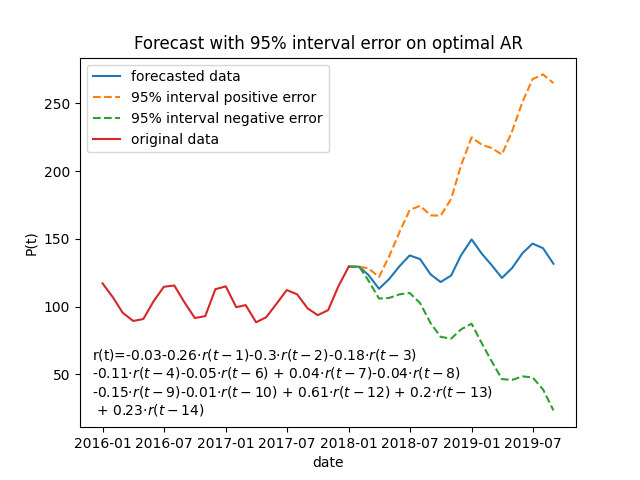 Forecast with 95% interval error on optimal AR
forecasted data
95% interval positive error
95% interval negative error
original data
P(t)
250
200
150
100
50
r(t)=-0.03-0.26·r(t − 1)-0.3·r(t − 2)-0.18·r(t − 3)
-0.11·r(t − 4)-0.05·r(t − 6) + 0.04·r(t − 7)-0.04·r(t − 8)
-0.15·r(t − 9)-0.01·r(t − 10) + 0.61·r(t − 12) + 0.2·r(t − 13)
+ 0.23·r(t − 14)
2016-01 2016-07 2017-01 2017-07 2018-01 2018-07 2019-01 2019-07
date